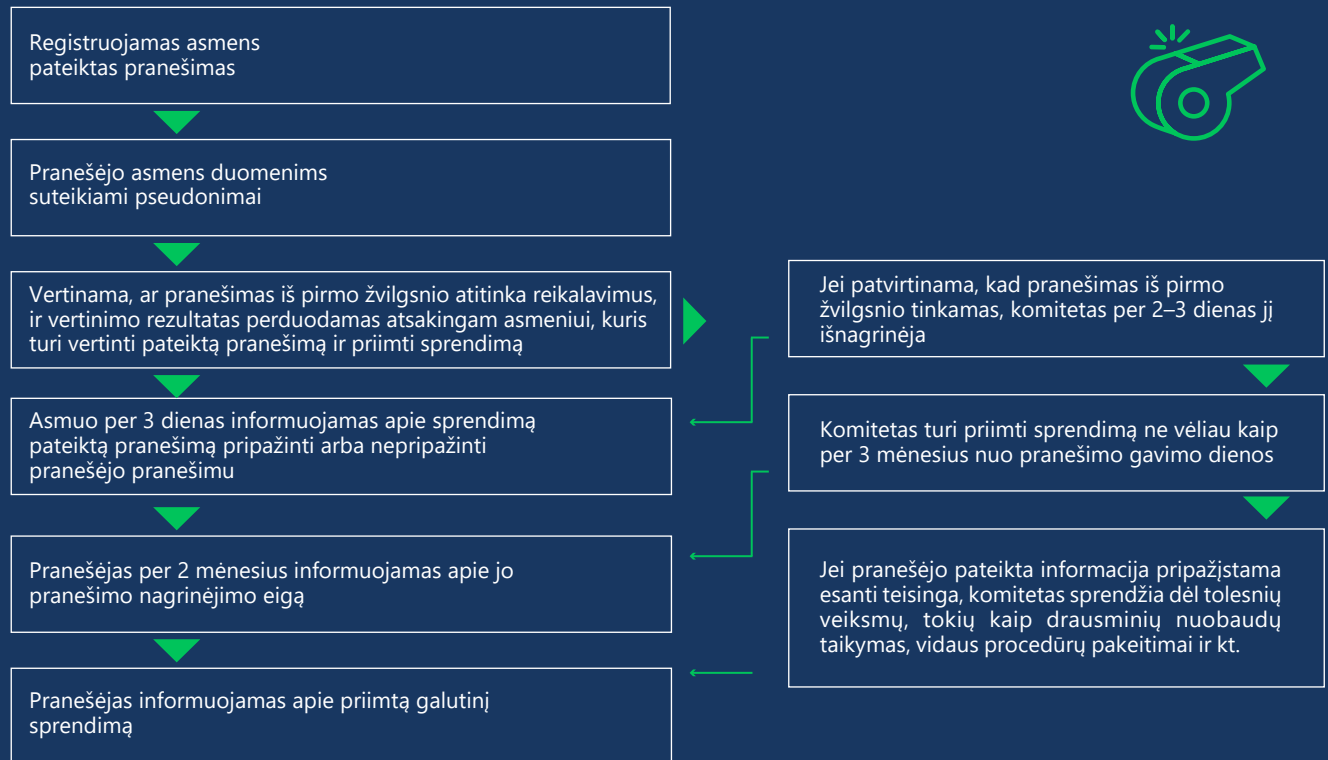 Registruojamas asmens
pateiktas pranešimas
Pranešėjo asmens duomenims
suteikiami pseudonimai
Vertinama, ar pranešimas iš pirmo žvilgsnio atitinka reikalavimus,
ir vertinimo rezultatas perduodamas atsakingam asmeniui, kuris
turi vertinti pateiktą pranešimą ir priimti sprendimą
Asmuo per 3 dienas informuojamas apie sprendimą
pateiktą pranešimą pripažinti arba nepripažinti
pranešėjo pranešimu
Pranešėjas per 2 mėnesius informuojamas apie jo
pranešimo nagrinėjimo eigą
Pranešėjas informuojamas apie priimtą galutinį
sprendimą
Jei patvirtinama, kad pranešimas iš pirmo
žvilgsnio tinkamas, komitetas per 2–3 dienas jį
išnagrinėja
Komitetas turi priimti sprendimą ne vėliau kaip
per 3 mėnesius nuo pranešimo gavimo dienos
Jei pranešėjo pateikta informacija pripažįstama
esanti teisinga, komitetas sprendžia dėl tolesnių
veiksmų, tokių kaip drausminių nuobaudų
taikymas, vidaus procedūrų pakeitimai ir kt.